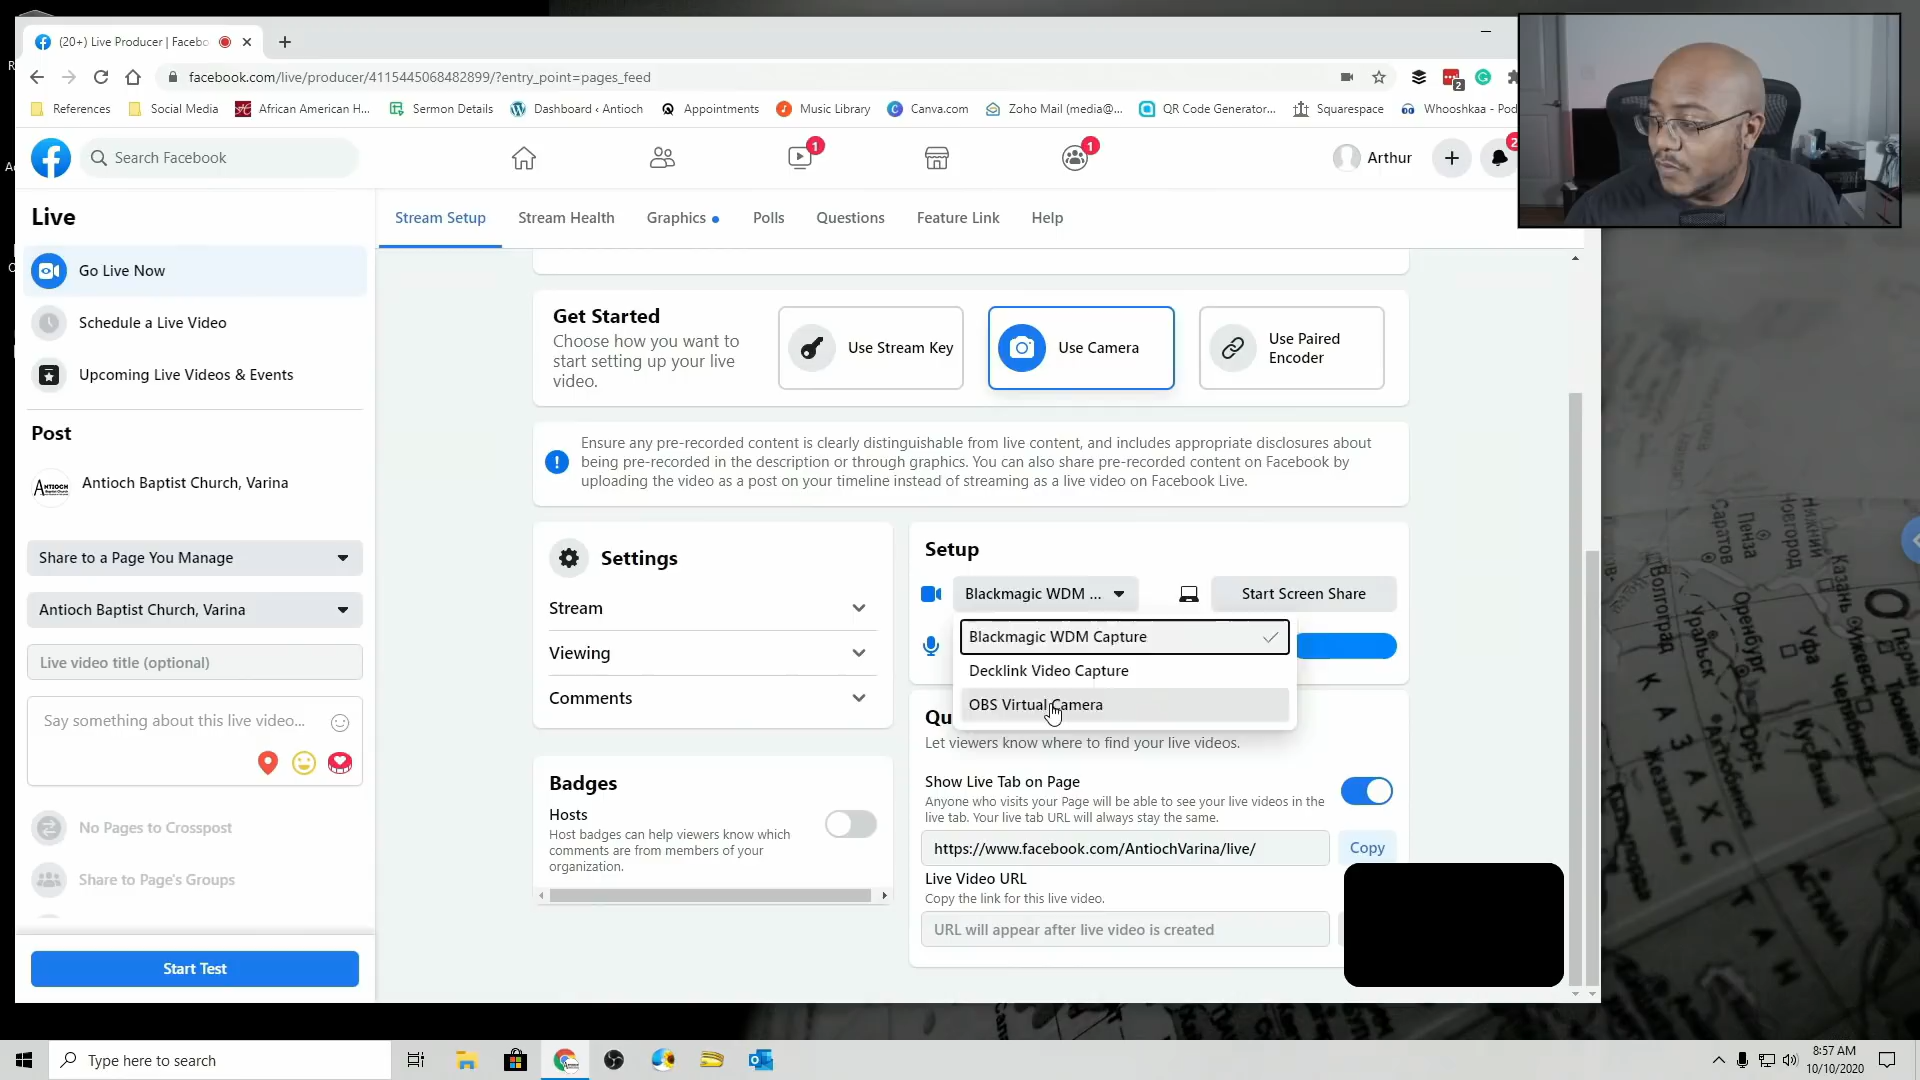 (20+) Live Producer | Facebo
facebook.com/live/producer/4115445068482899/?entry_point=pages_feed
References
Social Media
African American H...
Sermon Details
Dashboard ‹ Antioch
Appointments
Music Library
Canva.com
Zoho Mail (media@...
QR Code Generator...
Squarespace
Whooshkaa - Pod
2
Search Facebook
1
1
Arthur
2
Live
Go Live Now
Schedule a Live Video
Upcoming Live Videos & Events
Post
ANTIOCH
Antioch Baptist Church, Varina
Share to a Page You Manage
Antioch Baptist Church, Varina
Live video title (optional)
Say something about this live video...
No Pages to Crosspost
Share to Page's Groups
Start Test
Stream Setup
Stream Health
Graphics
Polls
Questions
Feature Link
Help
Get Started
Choose how you want to
start setting up your live
video.
Use Stream Key
Use Camera
Use Paired
Encoder
Ensure any pre-recorded content is clearly distinguishable from live content, and includes appropriate disclosures about
being pre-recorded in the description or through graphics. You can also share pre-recorded content on Facebook by
uploading the video as a post on your timeline instead of streaming as a live video on Facebook Live.
Settings
Stream
Viewing
Comments
Badges
Hosts
Host badges can help viewers know which
comments are from members of your
organization.
Setup
Blackmagic WDM ...
Start Screen Share
Blackmagic WDM Capture
Decklink Video Capture
OBS Virtual Camera
Qu
Let viewers know where to find your live videos.
Show Live Tab on Page
Anyone who visits your Page will be able to see your live videos in the
live tab. Your live tab URL will always stay the same.
https://www.facebook.com/AntiochVarina/live/
Copy
Live Video URL
Copy the link for this live video.
URL will appear after live video is created
Type here to search
8:57 AM
10/10/2020